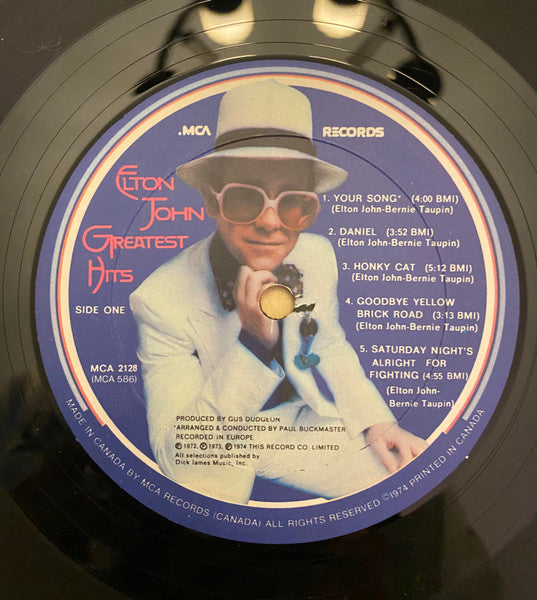 .MCA RECORDS
ELTON
JOHN
GREATEST
HITS
SIDE ONE
MCA 2128
(MCA 586)
1. YOUR SONG* (4:00 BMI)
(Elton John-Bernie Taupin)
2. DANIEL (3:52 BMI)
(Elton John-Bernie Taupin)
3. HONKY CAT (5:12 BMI)
(Elton John-Bernie Taupin)
4. GOODBYE YELLOW
BRICK ROAD (3:13 BMI)
(Elton John-Bernie Taupin)
5. SATURDAY NIGHT'S
ALRIGHT FOR
FIGHTING (4:55 BMI)
(Elton John-
Bernie Taupin)
PRODUCED BY GUS DUDGEON
*ARRANGED & CONDUCTED BY PAUL BUCKMASTER
RECORDED IN EUROPE
℗1972, ℗1973, ℗1974 THIS RECORD CO. LIMITED
All selections published by
Dick James Music, Inc.
MADE IN CANADA BY MCA RECORDS (CANADA) ALL RIGHTS RESERVED ©1974 PRINTED IN CANADA